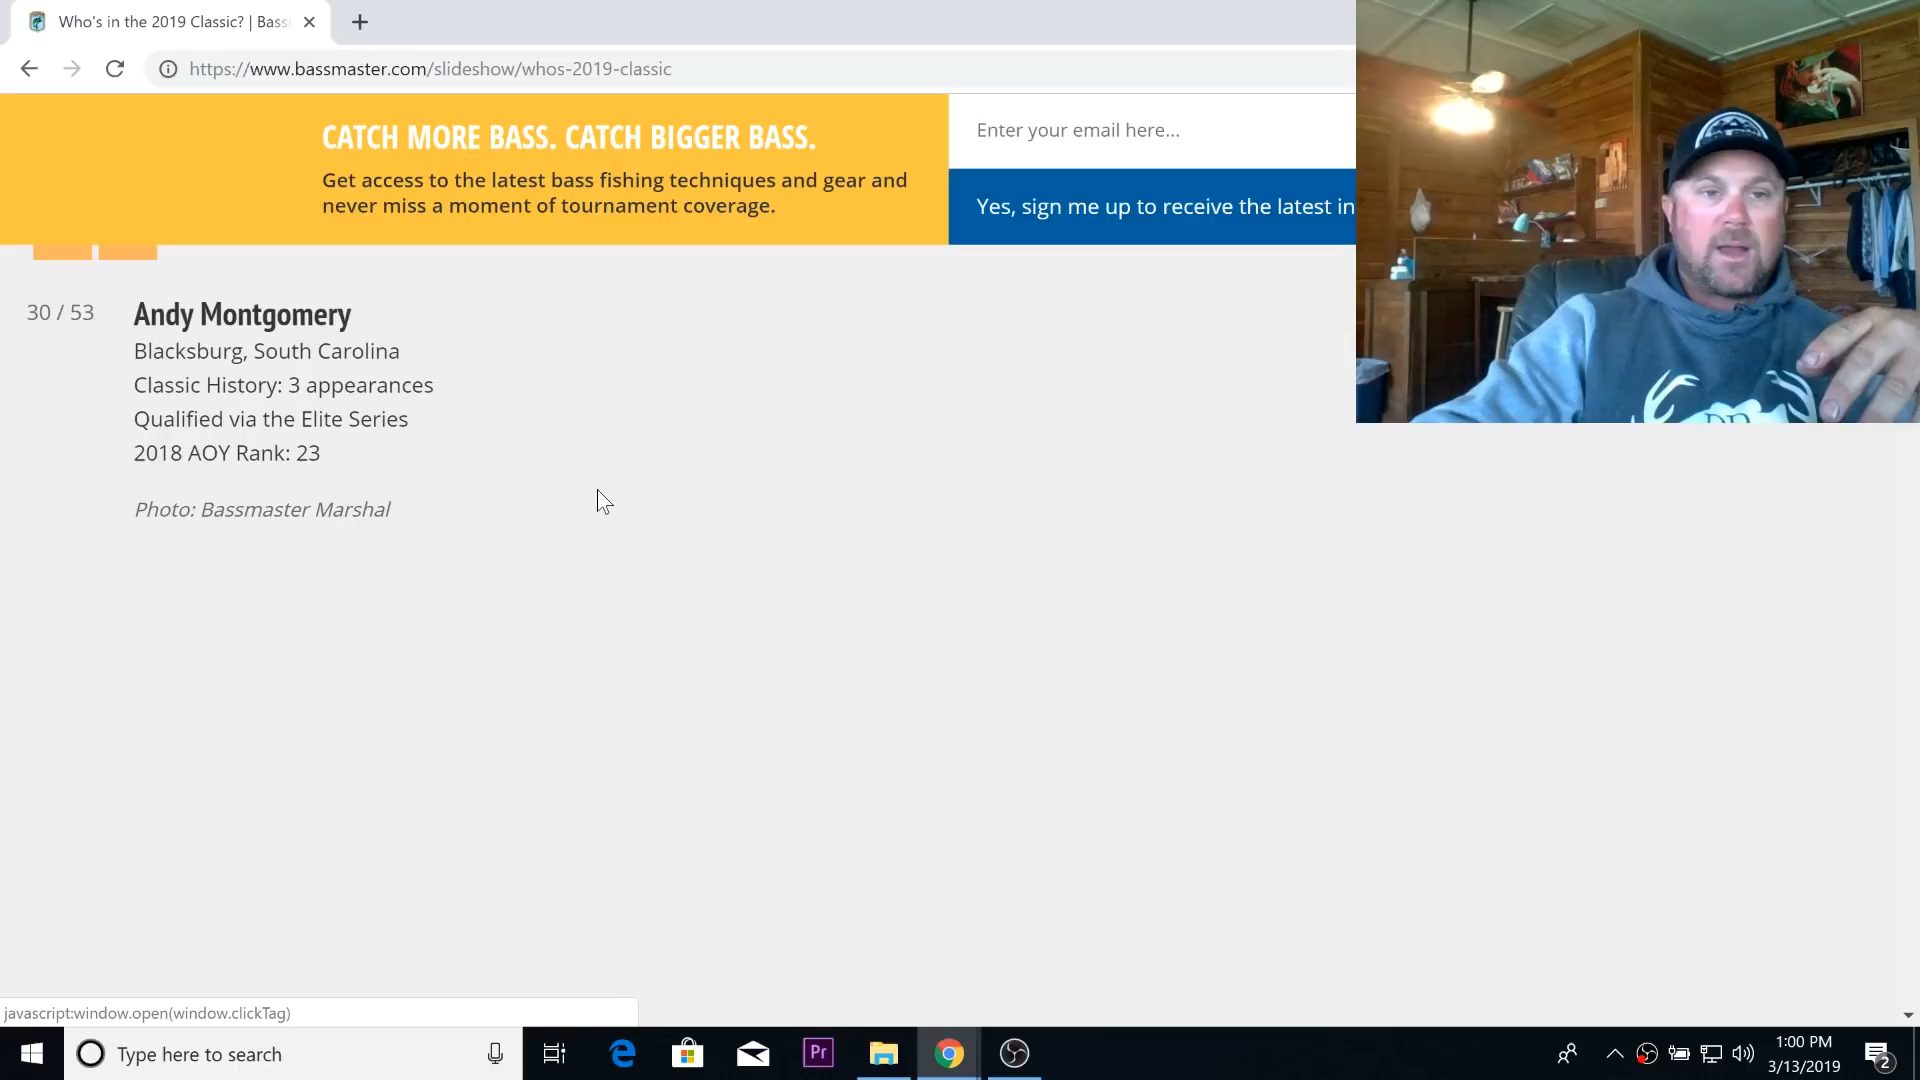 Who's in the 2019 Classic? | Bass
https://www.bassmaster.com/slideshow/whos-2019-classic
CATCH MORE BASS. CATCH BIGGER BASS.
Get access to the latest bass fishing techniques and gear and
never miss a moment of tournament coverage.
Enter your email here...
Yes, sign me up to receive the latest in
30 / 53
Andy Montgomery
Blacksburg, South Carolina
Classic History: 3 appearances
Qualified via the Elite Series
2018 AOY Rank: 23
Photo: Bassmaster Marshal
javascript:window.open(window.clickTag)
Type here to search
Pr
1:00 PM
3/13/2019
2